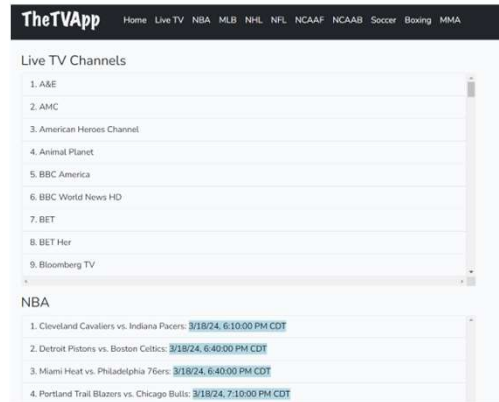 TheTVApp Home Live TV NBA MLB NHL NFL NCAAF NCAAB Soccer Boxing MMA
Live TV Channels
1. A&E
2. AMC
3. American Heroes Channel
4. Animal Planet
5. BBC America
6. BBC World News HD
7. BET
8. BET Her
9. Bloomberg TV
NBA
1. Cleveland Cavaliers vs. Indiana Pacers: 3/18/24, 6:10:00 PM CDT
2. Detroit Pistons vs. Boston Celtics: 3/18/24, 6:40:00 PM CDT
3. Miami Heat vs. Philadelphia 76ers: 3/18/24, 6:40:00 PM CDT
4. Portland Trail Blazers vs. Chicago Bulls: 3/18/24, 7:10:00 PM CDT